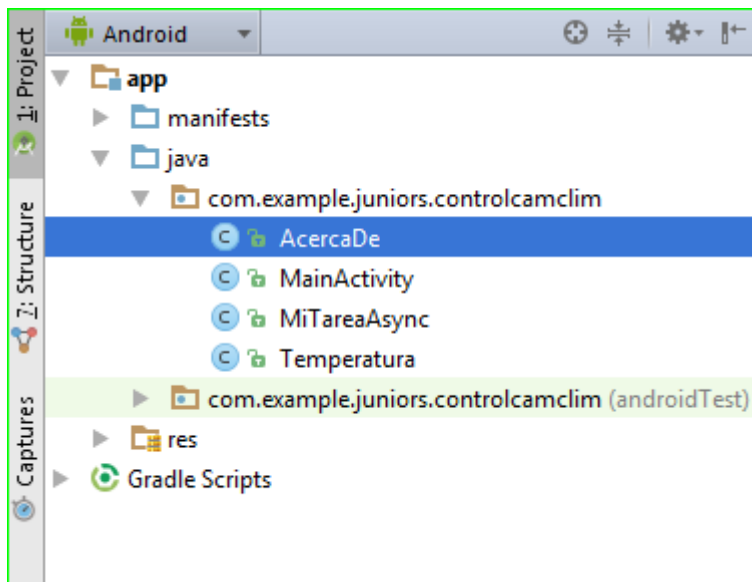 1: Project
7: Structure
Captures
Android
app
manifests
java
com.example.juniors.controlcamclim
AcercaDe
MainActivity
MiTareaAsync
Temperatura
com.example.juniors.controlcamclim (androidTest)
res
Gradle Scripts